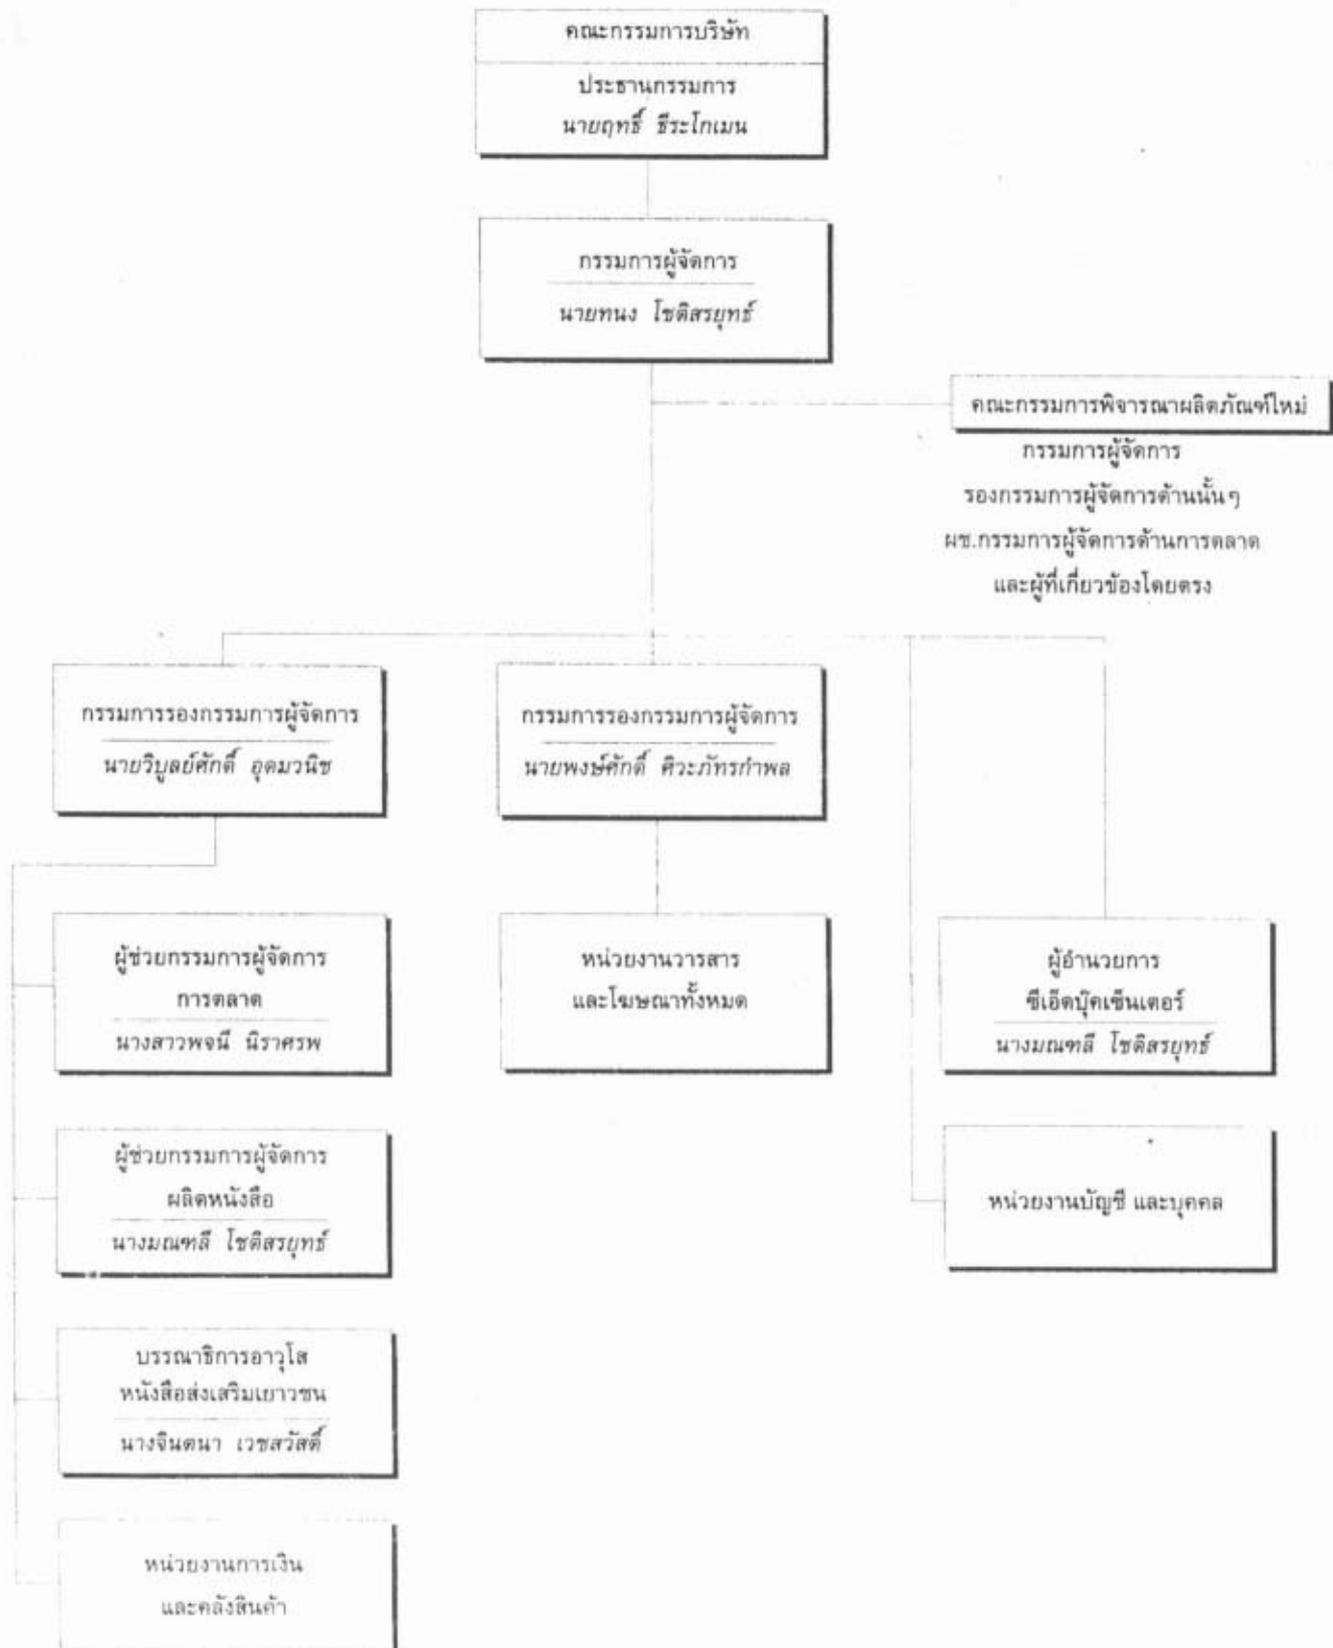 คณะกรรมการบริษัท
ประธานกรรมการ
นายฤทธิ์ ธีระโกเมน
กรรมการผู้จัดการ
นายทนง โชติสรยุทธ์
คณะกรรมการพิจารณาผลิตภัณฑ์ใหม่
กรรมการผู้จัดการ
รองกรรมการผู้จัดการด้านนั้นๆ
ผช.กรรมการผู้จัดการด้านการตลาด
และผู้ที่เกี่ยวข้องโดยตรง
กรรมการรองกรรมการผู้จัดการ
นายวิบูลย์ศักดิ์ อุดมวนิช
กรรมการรองกรรมการผู้จัดการ
นายพงษ์ศักดิ์ ศิวะภัทรกำพล
ผู้ช่วยกรรมการผู้จัดการ
การตลาด
นางสาวพจนี นิราศรพ
หน่วยงานวารสาร
และโฆษณาทั้งหมด
ผู้อำนวยการ
ซีเอ็ดบุ๊คเซ็นเตอร์
นางมณฑลี โชติสรยุทธ์
ผู้ช่วยกรรมการผู้จัดการ
ผลิตหนังสือ
นางมณฑลี โชติสรยุทธ์
หน่วยงานบัญชี และบุคคล
บรรณาธิการอาวุโส
หนังสือส่งเสริมเยาวชน
นางจินตนา เวชสวัสดิ์
หน่วยงานการเงิน
และคลังสินค้า